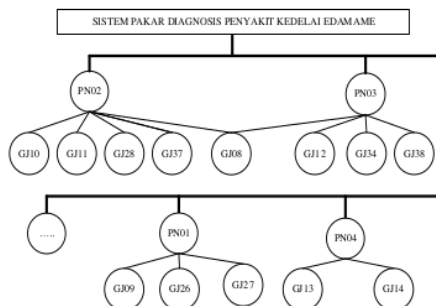 SISTEM PAKAR DIAGNOSIS PENYAKIT KEDELAI EDAMAME
PN02 PN03
GJ10 GJ11 GJ28 GJ37 GJ08 GJ12 GJ34 GJ38
..... PN01 PN04
GJ09 GJ26 GJ27 GJ13 GJ14